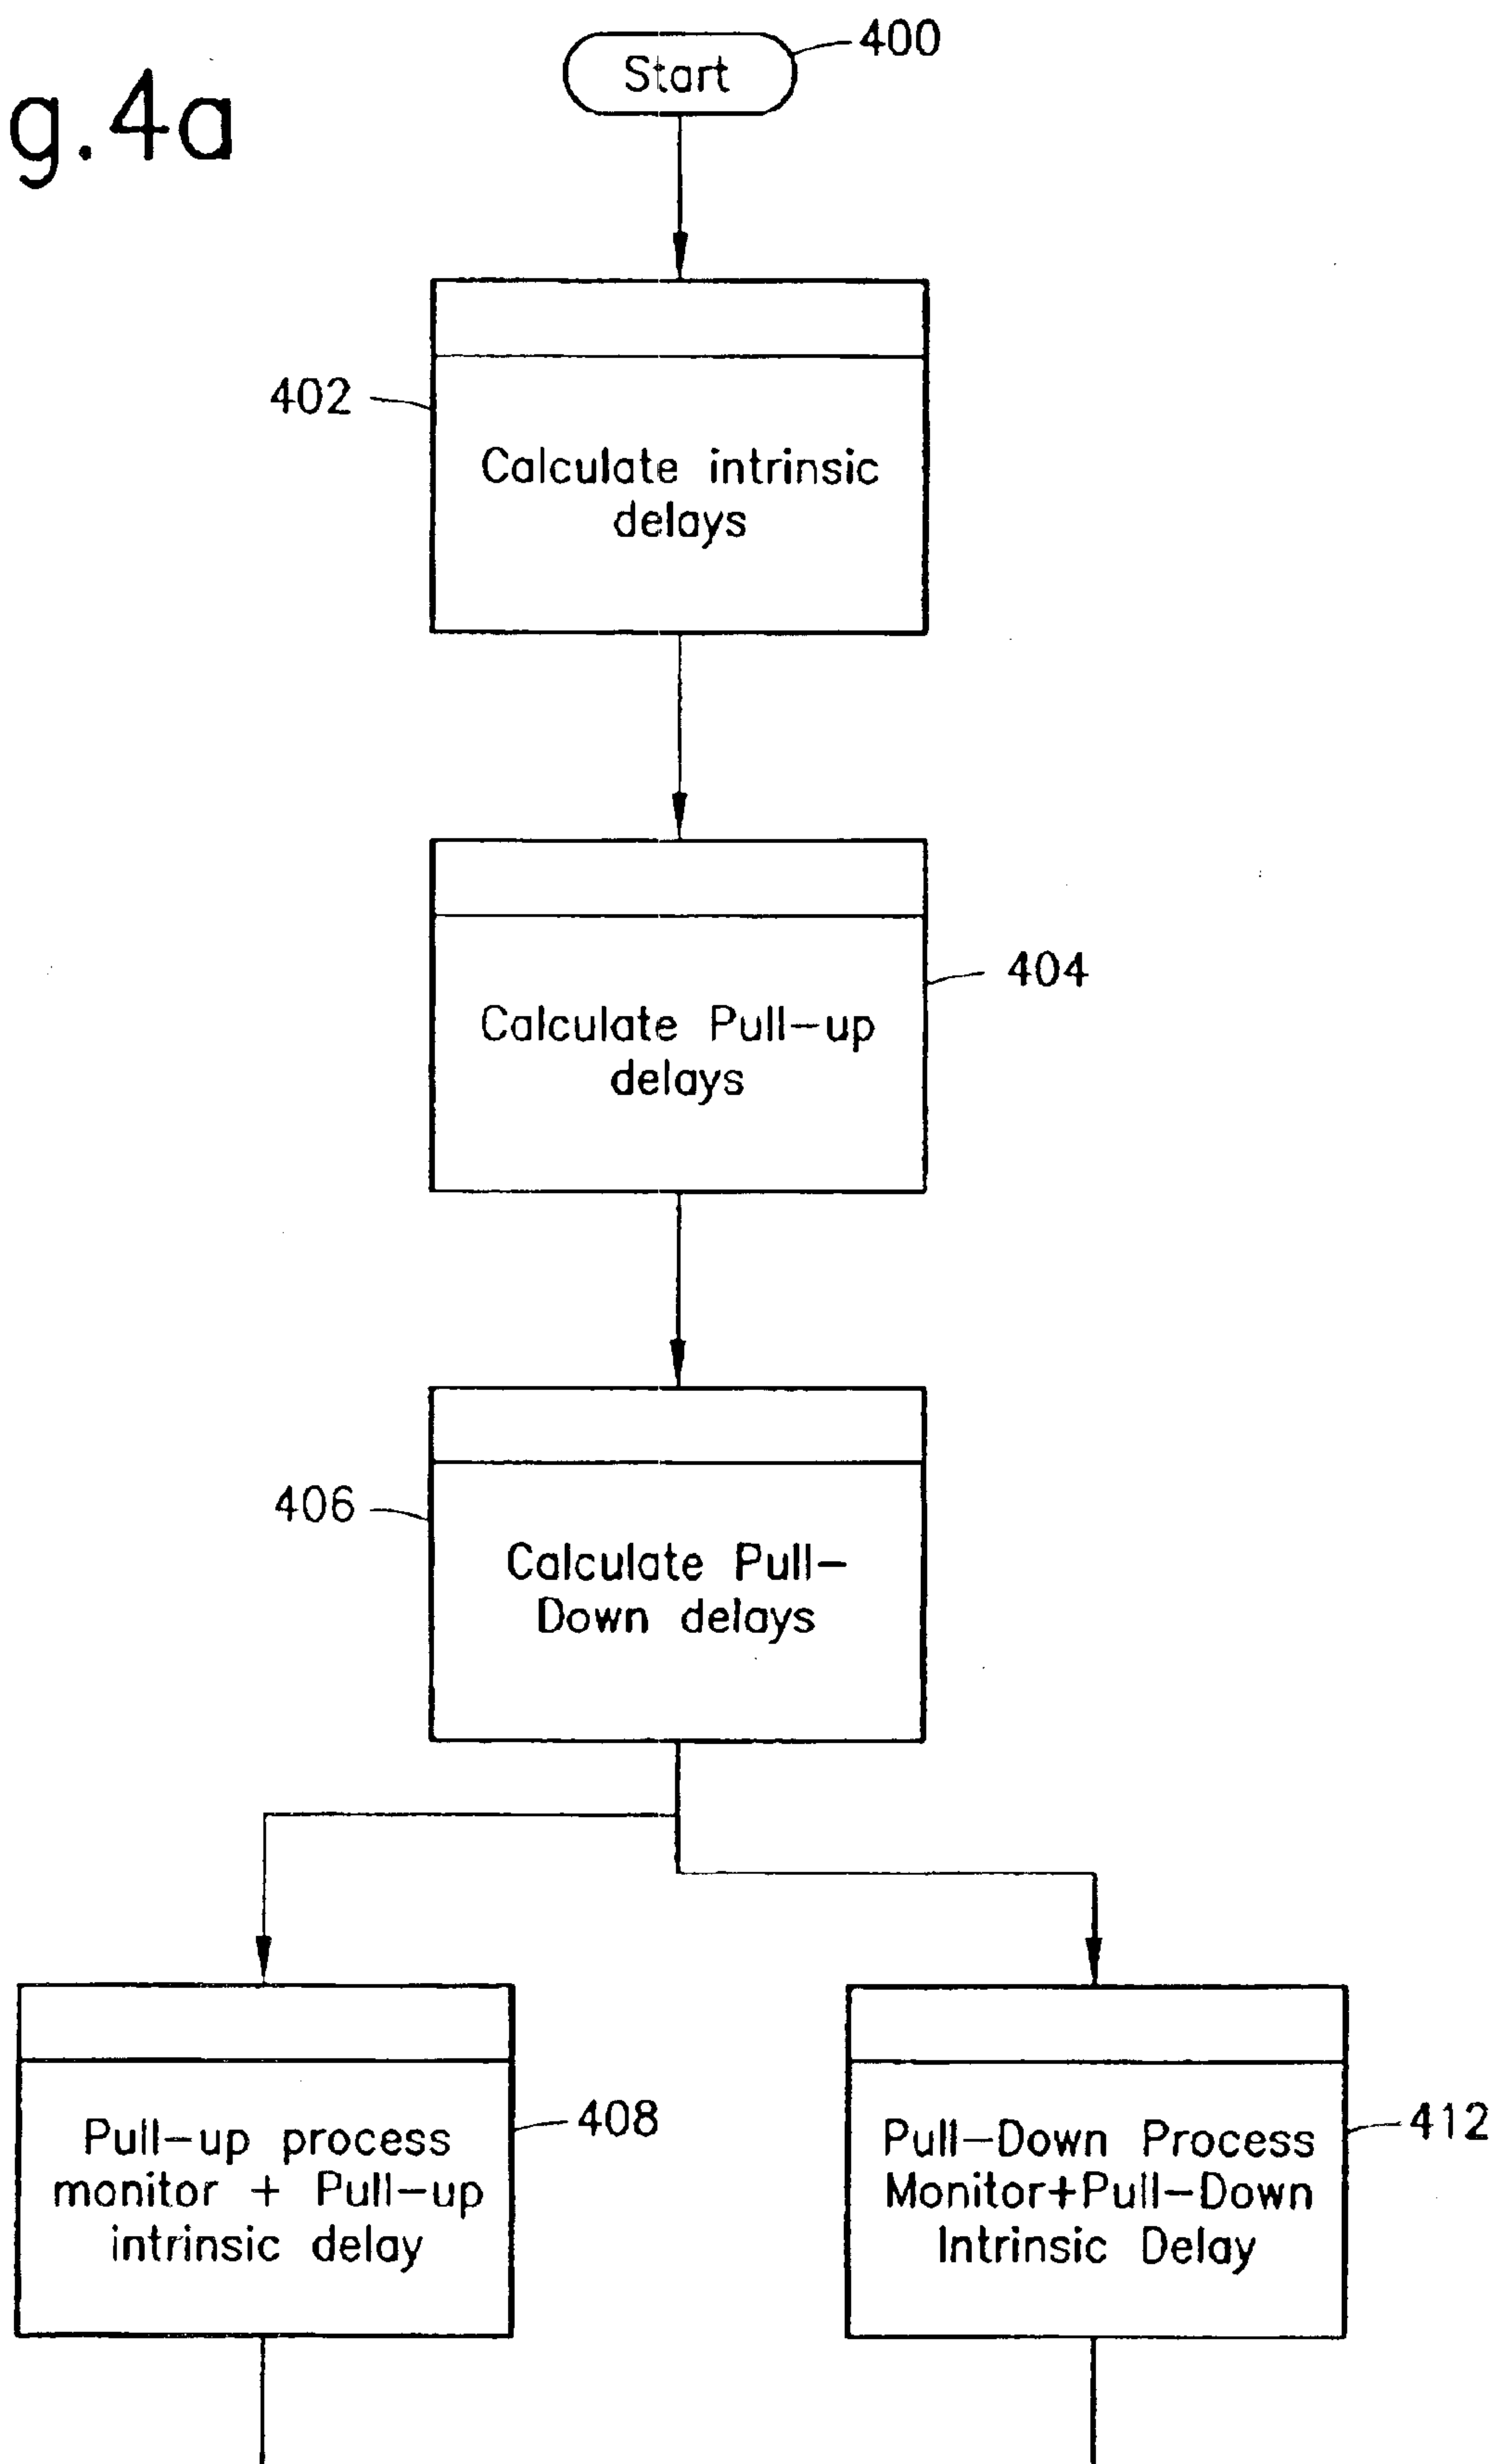 g.4a
Start
400
402
Calculate intrinsic
delays
404
Calculate Pull-up
delays
406
Calculate Pull-
Down delays
Pull-up process
monitor + Pull-up
intrinsic delay
408
Pull-Down Process
Monitor+Pull-Down
Intrinsic Delay
412